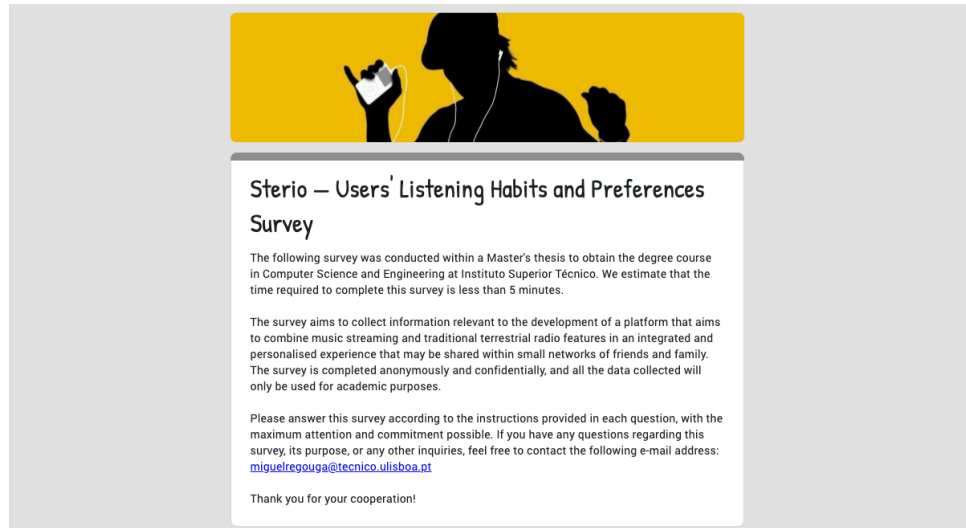 Sterio – Users' Listening Habits and Preferences
Survey
The following survey was conducted within a Master's thesis to obtain the degree course
in Computer Science and Engineering at Instituto Superior Técnico. We estimate that the
time required to complete this survey is less than 5 minutes.
The survey aims to collect information relevant to the development of a platform that aims
to combine music streaming and traditional terrestrial radio features in an integrated and
personalised experience that may be shared within small networks of friends and family.
The survey is completed anonymously and confidentially, and all the data collected will
only be used for academic purposes.
Please answer this survey according to the instructions provided in each question, with the
maximum attention and commitment possible. If you have any questions regarding this
survey, its purpose, or any other inquiries, feel free to contact the following e-mail address:
miguelregouga@tecnico.ulisboa.pt
Thank you for your cooperation!